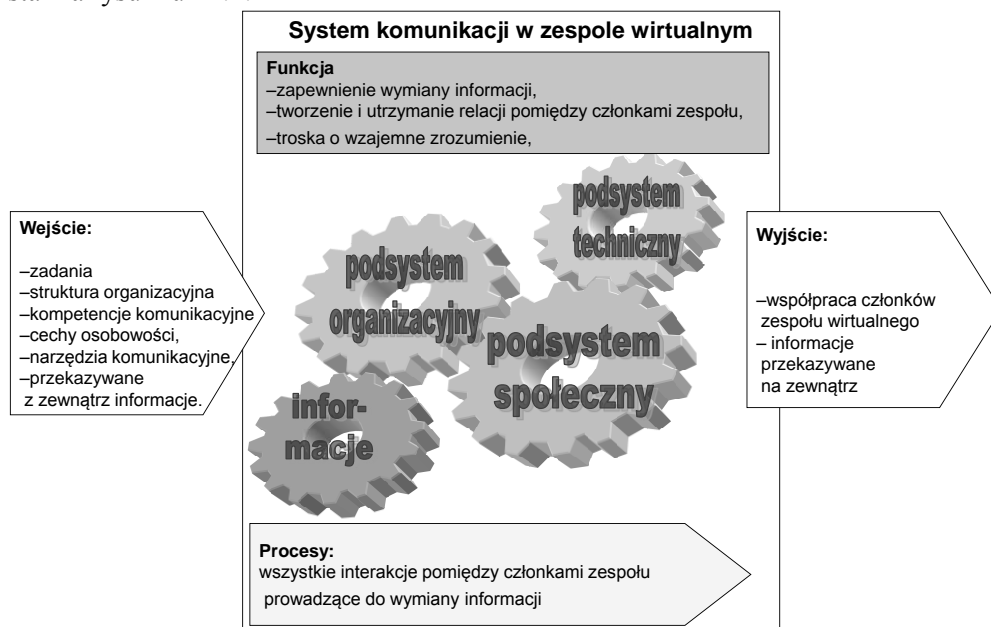 System komunikacji w zespole wirtualnym
Funkcja
–zapewnienie wymiany informacji,
–tworzenie i utrzymanie relacji pomiędzy członkami zespołu,
–troska o wzajemne zrozumienie,
Wejście:
–zadania
–struktura organizacyjna
–kompetencje komunikacyjne
–cechy osobowości,
–narzędzia komunikacyjne,
–przekazywane
z zewnątrz informacje.
podsystem
techniczny
podsystem
organizacyjny
podsystem
społeczny
infor-
macje
Wyjście:
–współpraca członków
zespołu wirtualnego
– informacje
przekazywane
na zewnątrz
Procesy:
wszystkie interakcje pomiędzy członkami zespołu
prowadzące do wymiany informacji